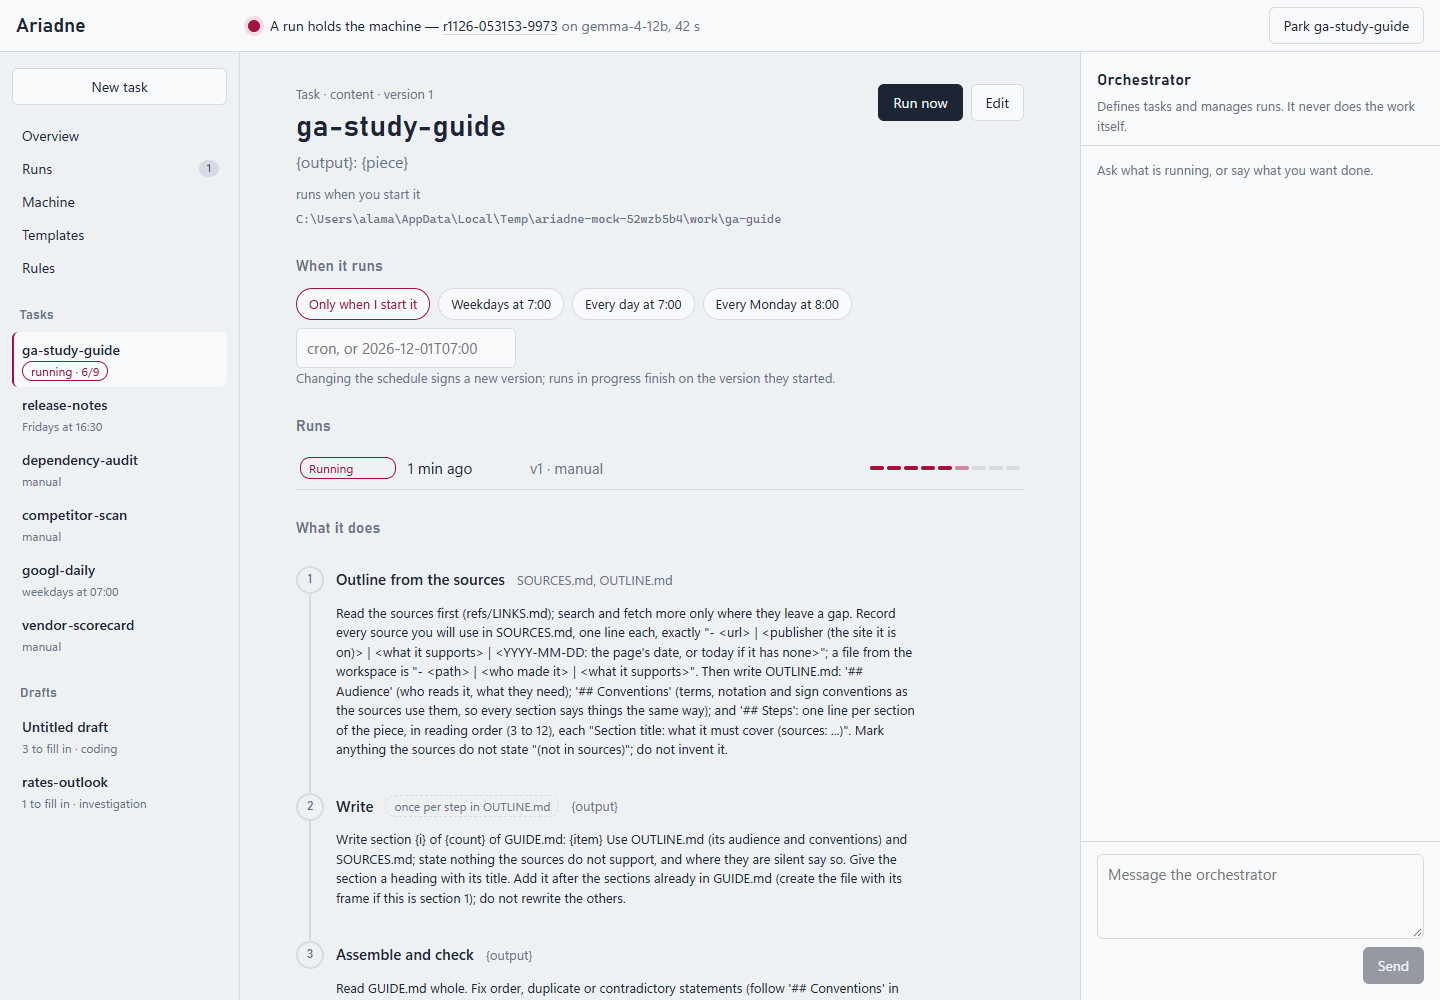 Ariadne
A run holds the machine — r1126-053153-9973 on gemma-4-12b, 42 s
Park ga-study-guide
New task
Overview
Runs 1
Machine
Templates
Rules
Tasks
ga-study-guide
running · 6/9
release-notes
Fridays at 16:30
dependency-audit
manual
competitor-scan
manual
googl-daily
weekdays at 07:00
vendor-scorecard
manual
Drafts
Untitled draft
3 to fill in · coding
rates-outlook
1 to fill in · investigation
Task · content · version 1
ga-study-guide
{output}: {piece}
runs when you start it
C:\Users\alama\AppData\Local\Temp\ariadne-mock-52wzb5b4\work\ga-guide
Run now
Edit
When it runs
Only when I start it
Weekdays at 7:00
Every day at 7:00
Every Monday at 8:00
cron, or 2026-12-01T07:00
Changing the schedule signs a new version; runs in progress finish on the version they started.
Runs
Running 1 min ago v1 · manual
What it does
1 Outline from the sources SOURCES.md, OUTLINE.md
Read the sources first (refs/LINKS.md); search and fetch more only where they leave a gap. Record
every source you will use in SOURCES.md, one line each, exactly "- <url> | <publisher (the site it is
on)> | <what it supports> | <YYYY-MM-DD: the page's date, or today if it has none>"; a file from the
workspace is "- <path> | <who made it> | <what it supports>". Then write OUTLINE.md: '##
Audience' (who reads it, what they need); '## Conventions' (terms, notation and sign conventions as
the sources use them, so every section says things the same way); and '## Steps': one line per section
of the piece, in reading order (3 to 12), each "Section title: what it must cover (sources: ...)". Mark
anything the sources do not state "(not in sources)"; do not invent it.
2 Write once per step in OUTLINE.md {output}
Write section {i} of {count} of GUIDE.md: {item} Use OUTLINE.md (its audience and conventions) and
SOURCES.md; state nothing the sources do not support, and where they are silent say so. Give the
section a heading with its title. Add it after the sections already in GUIDE.md (create the file with its
frame if this is section 1); do not rewrite the others.
3 Assemble and check {output}
Read GUIDE.md whole. Fix order, duplicate or contradictory statements (follow '## Conventions' in
Orchestrator
Defines tasks and manages runs. It never does the work
itself.
Ask what is running, or say what you want done.
Message the orchestrator
Send